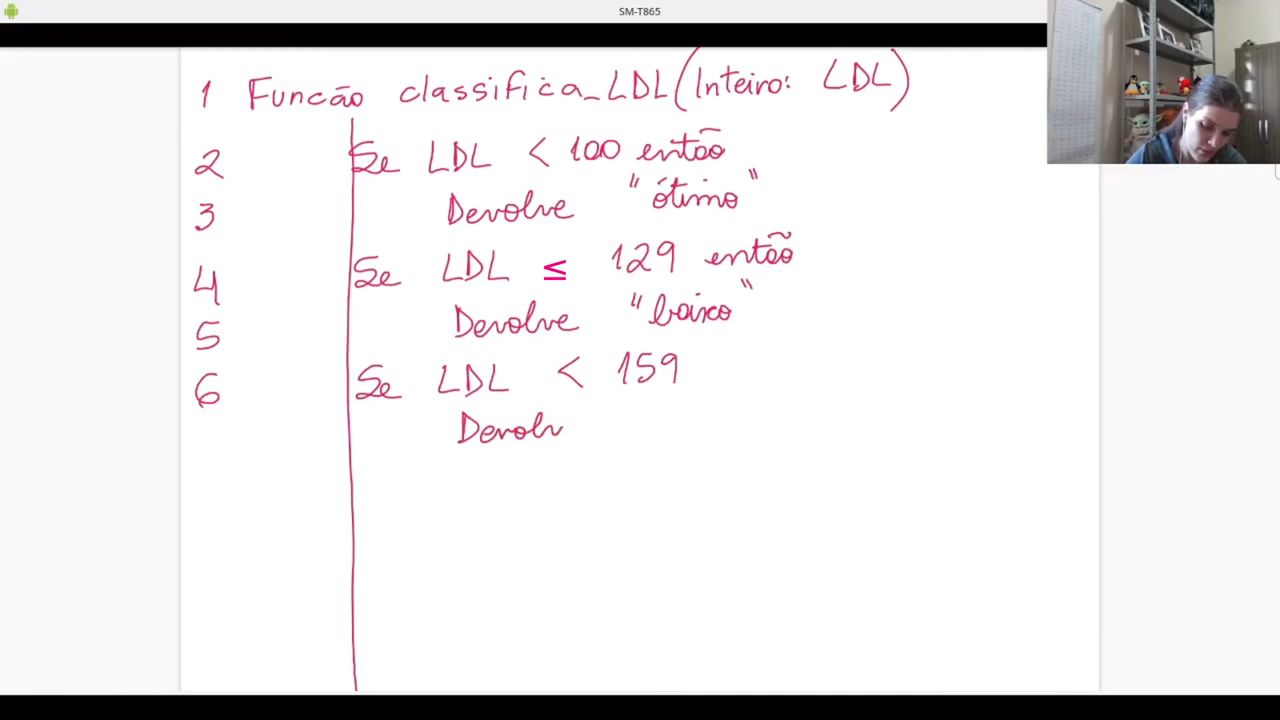 SM-T865
1 Funcão classifica_LDL(Inteiro: LDL)
2 Se LDL < 100 então
3 Devolve "ótimo"
4 Se LDL ≤ 129 então
5 Devolve "baixo"
6 Se LDL < 159
Devolv